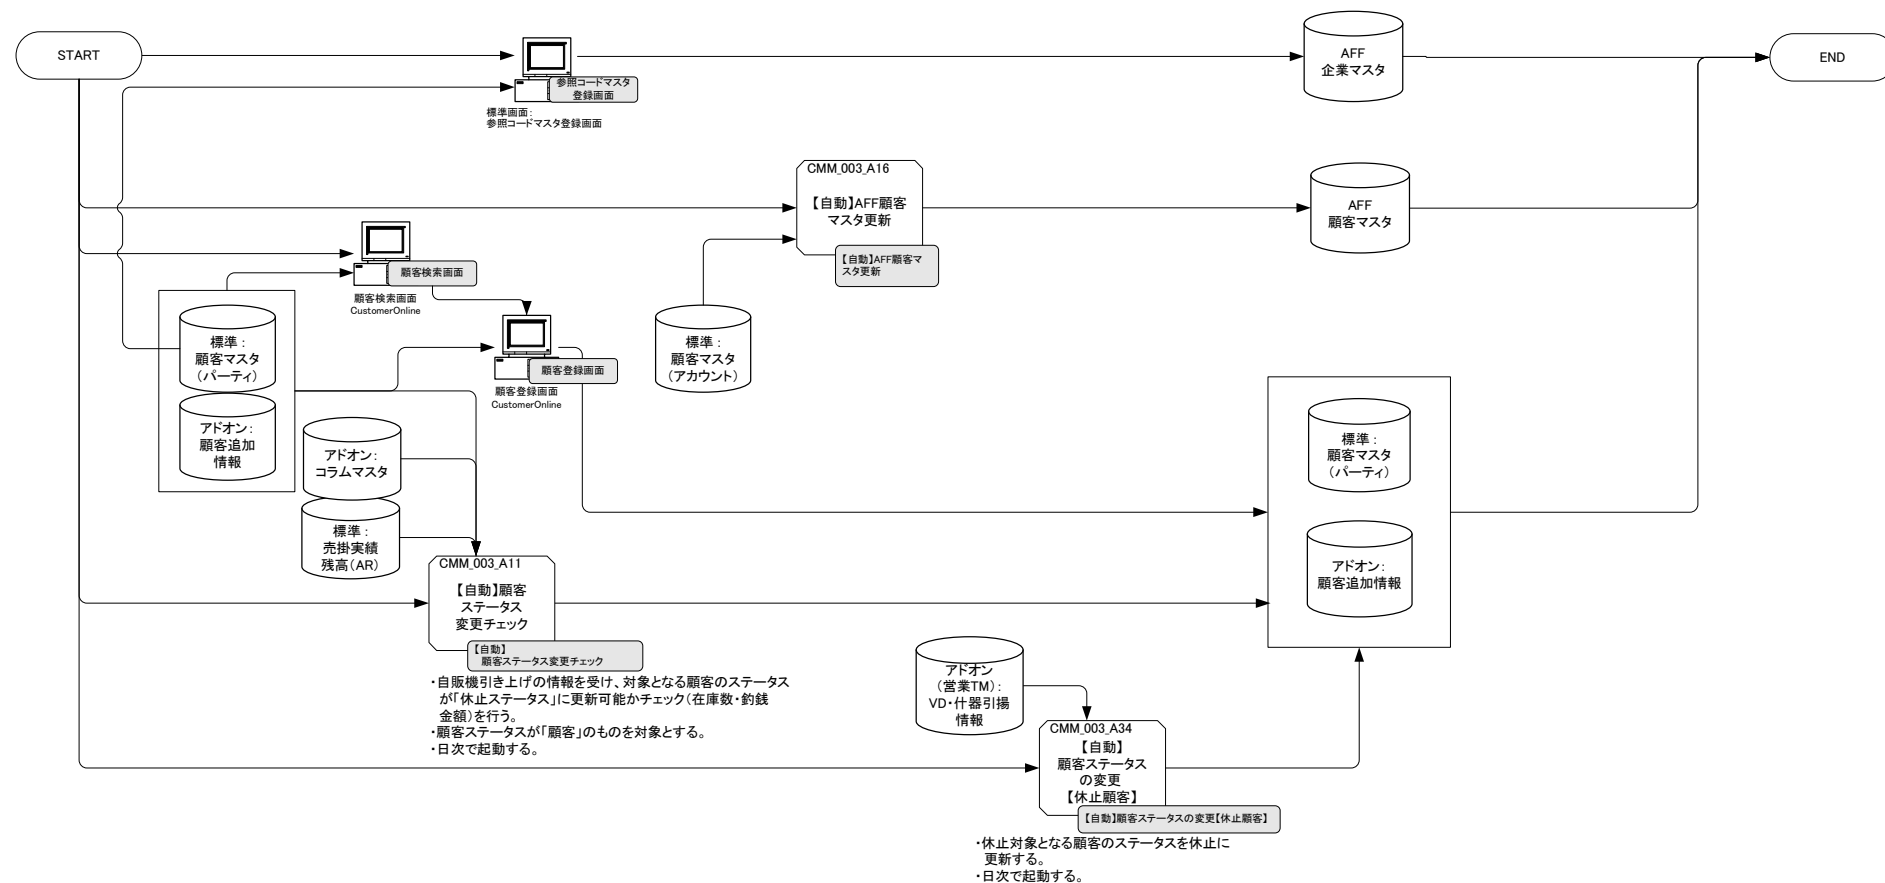 START
参照コードマスタ
登録画面
標準画面：
参照コードマスタ登録画面
AFF
企業マスタ
END
CMM_003_A16
【自動】AFF顧客
マスタ更新
【自動】AFF顧客マ
スタ更新
AFF
顧客マスタ
顧客検索画面
顧客検索画面
CustomerOnline
標準：
顧客マスタ
（パーティ）
アドオン：
顧客追加
情報
顧客登録画面
顧客登録画面
CustomerOnline
標準：
顧客マスタ
（アカウント）
アドオン：
コラムマスタ
標準：
売掛実績
残高（AR）
標準：
顧客マスタ
（パーティ）
アドオン：
顧客追加情報
CMM_003_A11
【自動】顧客
ステータス
変更チェック
【自動】
顧客ステータス変更チェック
・自販機引き上げの情報を受け、対象となる顧客のステータス
が「休止ステータス」に更新可能かチェック（在庫数・釣銭
金額）を行う。
・顧客ステータスが「顧客」のものを対象とする。
・日次で起動する。
アドオン
（営業TM）：
VD・什器引揚
情報
CMM_003_A34
【自動】
顧客ステータス
の変更
【休止顧客】
【自動】顧客ステータスの変更【休止顧客】
・休止対象となる顧客のステータスを休止に
更新する。
・日次で起動する。